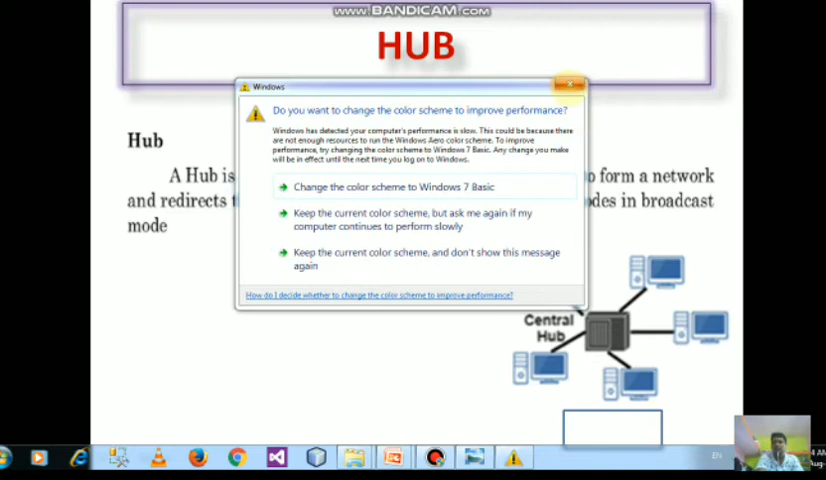 WWW.BANDICAM.COM
HUB
Windows
Do you want to change the color scheme to improve performance?
Windows has detected your computer's performance is slow. This could be because there
are not enough resources to run the Windows Aero color scheme. To improve
performance, try changing the color scheme to Windows 7 Basic. Any change you make
will be in effect until the next time you log on to Windows.
Change the color scheme to Windows 7 Basic
Keep the current color scheme, but ask me again if my
computer continues to perform slowly
Keep the current color scheme, and don't show this message
again
How do I decide whether to change the color scheme to improve performance?
Hub
A Hub is
o form a network
and redirects
des in broadcast
mode
Central
Hub
EN
4 AM